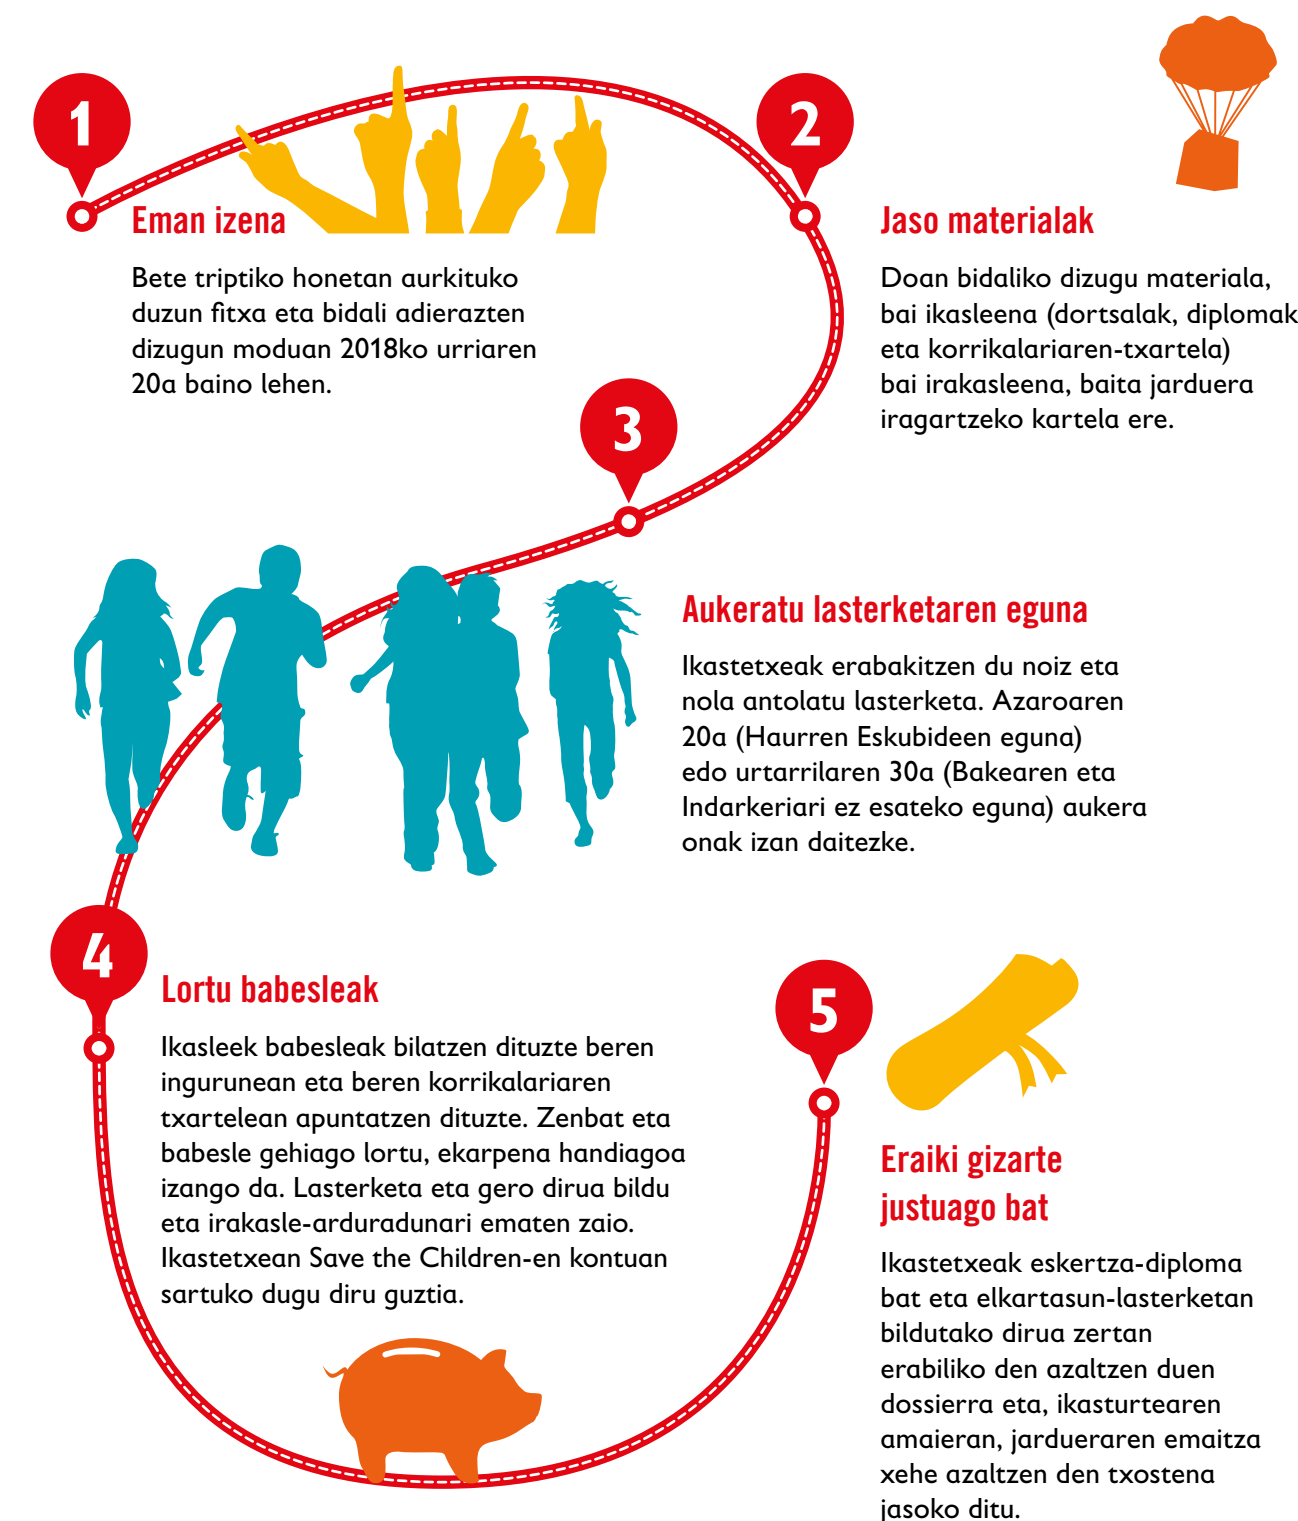 1
Eman izena
Bete triptiko honetan aurkituko
duzun fitxa eta bidali adierazten
dizugun moduan 2018ko urriaren
20a baino lehen.
2
Jaso materialak
Doan bidaliko dizugu materiala,
bai ikasleena (dortsalak, diplomak
eta korrikalariaren-txartela)
bai irakasleena, baita jarduera
iragartzeko kartela ere.
3
Aukeratu lasterketaren eguna
Ikastetxeak erabakitzen du noiz eta
nola antolatu lasterketa. Azaroaren
20a (Haurren Eskubideen eguna)
edo urtarrilaren 30a (Bakearen eta
Indarkeriari ez esateko eguna) aukera
onak izan daitezke.
4
Lortu babesleak
Ikasleek babesleak bilatzen dituzte beren
ingurunean eta beren korrikalariaren
txartelean apuntatzen dituzte. Zenbat eta
babesle gehiago lortu, ekarpena handiagoa
izango da. Lasterketa eta gero dirua bildu
eta irakasle-arduradunari ematen zaio.
Ikastetxean Save the Children-en kontuan
sartuko dugu diru guztia.
5
Eraiki gizarte
justuago bat
Ikastetxeak eskertza-diploma
bat eta elkartasun-lasterketan
bildutako dirua zertan
erabiliko den azaltzen duen
dossierra eta, ikasturtearen
amaieran, jardueraren emaitza
xehe azaltzen den txostena
jasoko ditu.